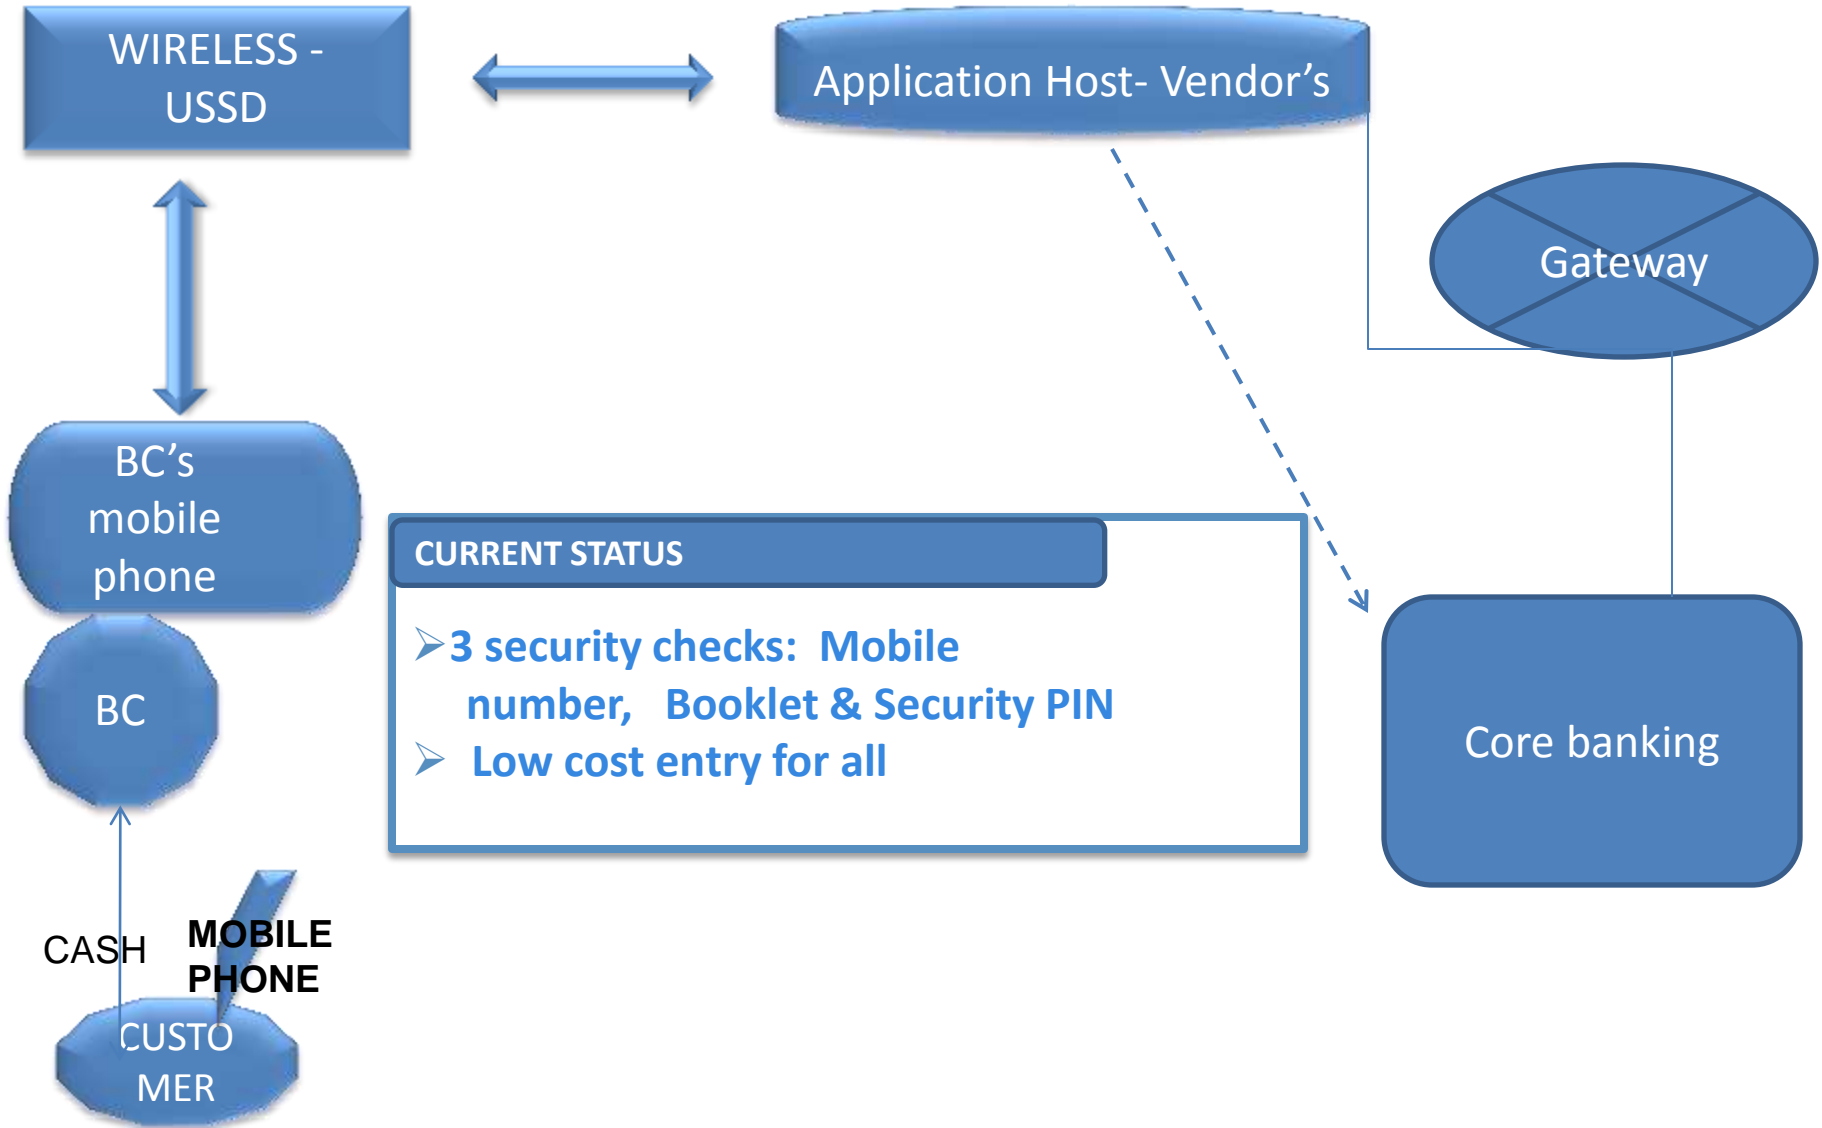 WIRELESS -
USSD
Application Host- Vendor’s
Gateway
BC’s
mobile
phone
CURRENT STATUS
3 security checks: Mobile
number, Booklet & Security PIN
Low cost entry for all
BC
Core banking
CASH
MOBILE
PHONE
CUSTO
MER